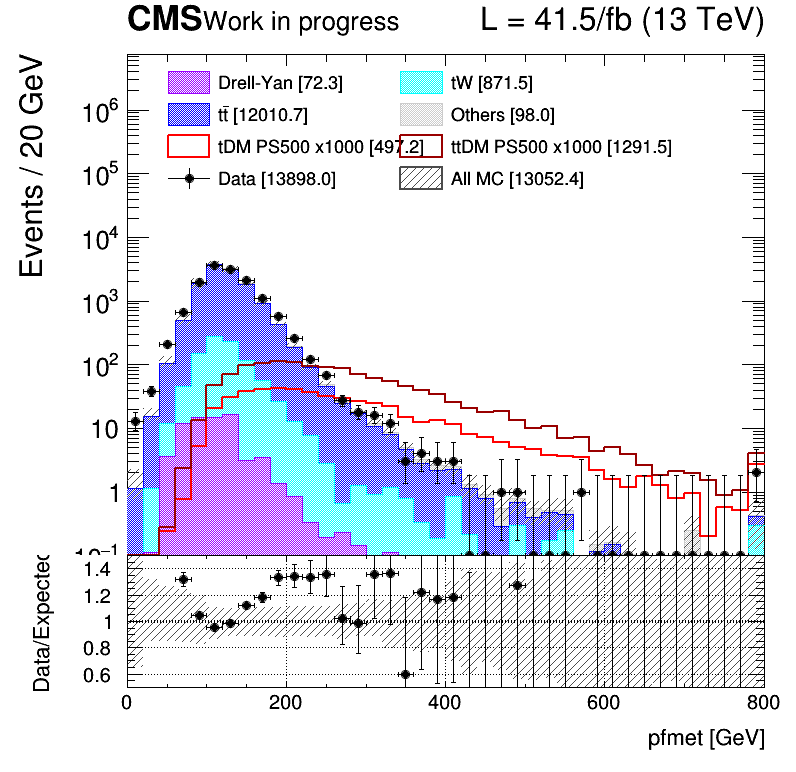 CMS Work in progress L = 41.5/fb (13 TeV)
Events / 20 GeV
Drell-Yan [72.3] tW [871.5]
tt̄ [12010.7] Others [98.0]
tDM PS500 x1000 [497.2] ttDM PS500 x1000 [1291.5]
Data [13898.0] All MC [13052.4]
10⁶
10⁵
10⁴
10³
10²
10
1
10⁻¹
Data/Expected
1.4
1.2
1
0.8
0.6
0 200 400 600 800
pfmet [GeV]